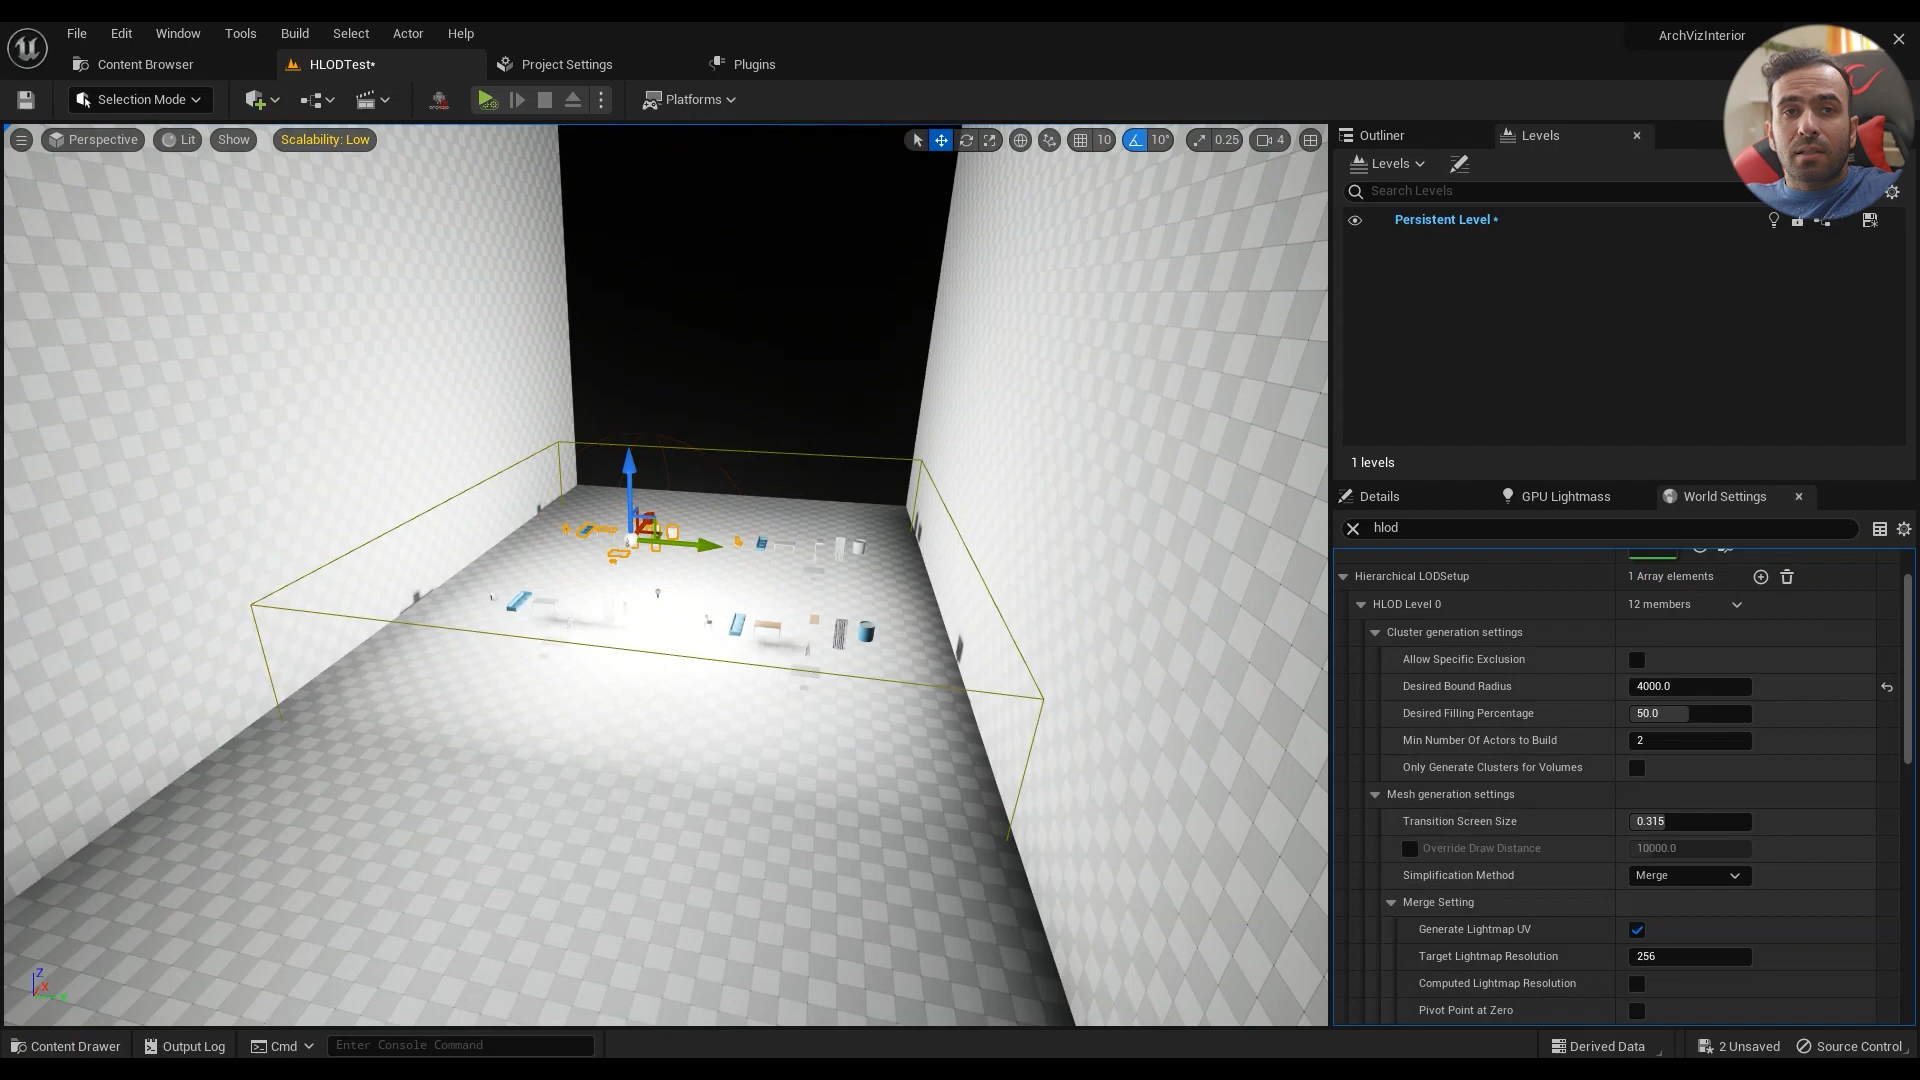 File Edit Window Tools Build Select Actor Help
ArchVizInterior
Content Browser
HLODTest*
Project Settings
Plugins
Selection Mode
Platforms
Perspective
Lit
Show
Scalability: Low
10
10°
0.25
4
Outliner
Levels
Levels
Search Levels
Persistent Level *
1 levels
Details
GPU Lightmass
World Settings
hlod
Hierarchical LODSetup
1 Array elements
HLOD Level 0
12 members
Cluster generation settings
Allow Specific Exclusion
Desired Bound Radius
4000.0
Desired Filling Percentage
50.0
Min Number Of Actors to Build
2
Only Generate Clusters for Volumes
Mesh generation settings
Transition Screen Size
0.315
Override Draw Distance
10000.0
Simplification Method
Merge
Merge Setting
Generate Lightmap UV
Target Lightmap Resolution
256
Computed Lightmap Resolution
Pivot Point at Zero
Z
X
Content Drawer
Output Log
Cmd
Enter Console Command
Derived Data
2 Unsaved
Source Control